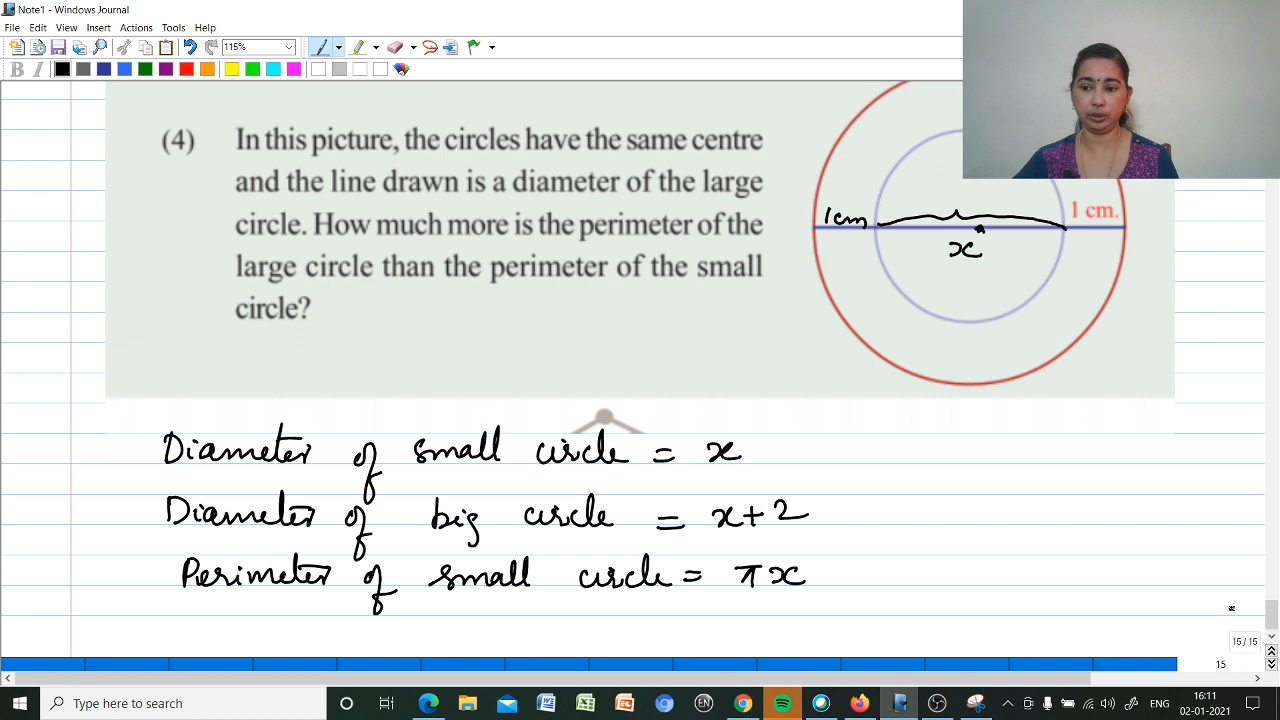 Note1 - Windows Journal
File Edit View Insert Actions Tools Help
115%
B I
(4) In this picture, the circles have the same centre
and the line drawn is a diameter of the large
circle. How much more is the perimeter of the
large circle than the perimeter of the small
circle?
1cm
1 cm.
x
Diameter of small circle = x
Diameter of big circle = x+2
Perimeter of small circle = πx
15 / 15
15
Type here to search
ENG
16:11
02-01-2021